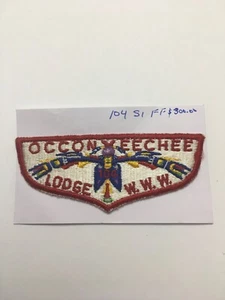 104 S1 FF $300.00
OCCONEECHEE
LODGE W.W.W.